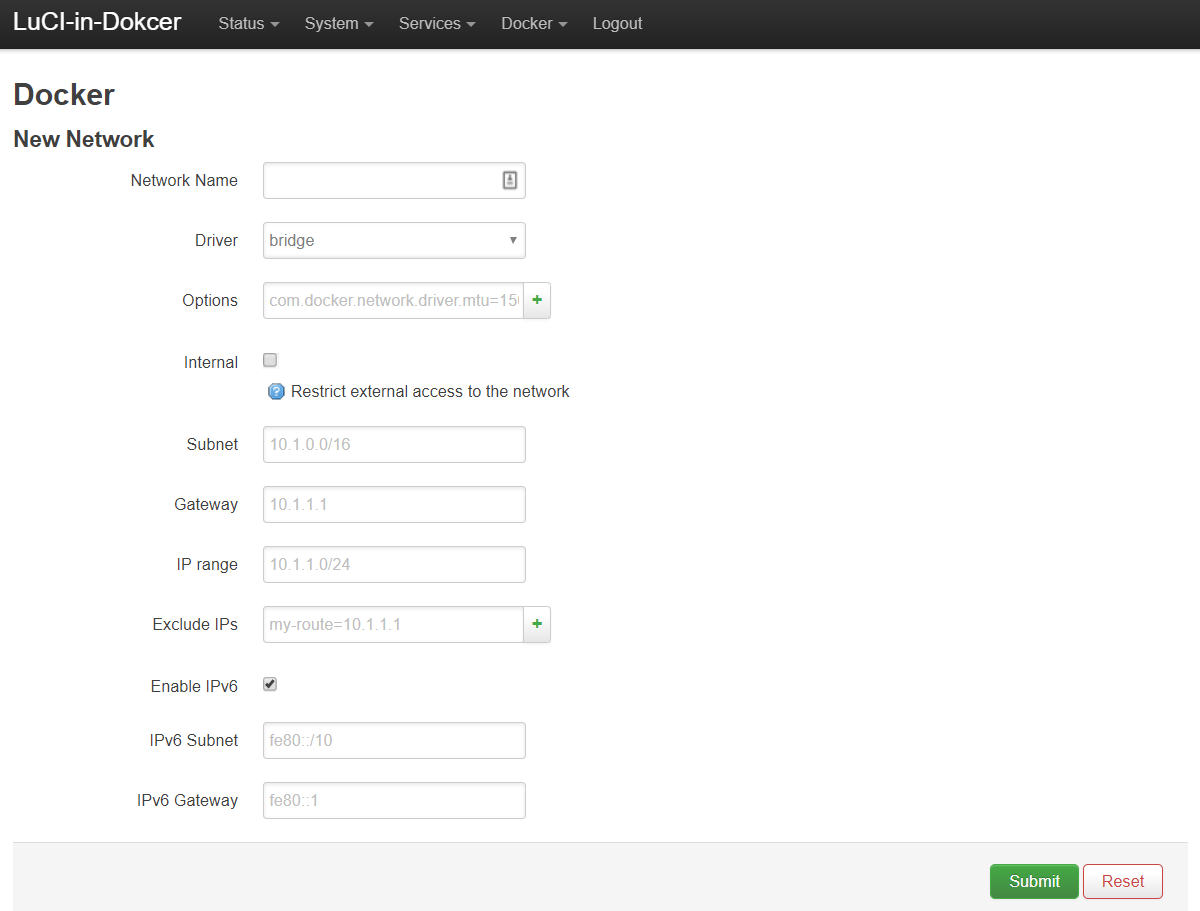 LuCI-in-Dokcer Status System Services Docker Logout
Docker
New Network
Network Name
Driver bridge
Options com.docker.network.driver.mtu=150
Internal
Restrict external access to the network
Subnet 10.1.0.0/16
Gateway 10.1.1.1
IP range 10.1.1.0/24
Exclude IPs my-route=10.1.1.1
Enable IPv6
IPv6 Subnet fe80::/10
IPv6 Gateway fe80::1
Submit Reset